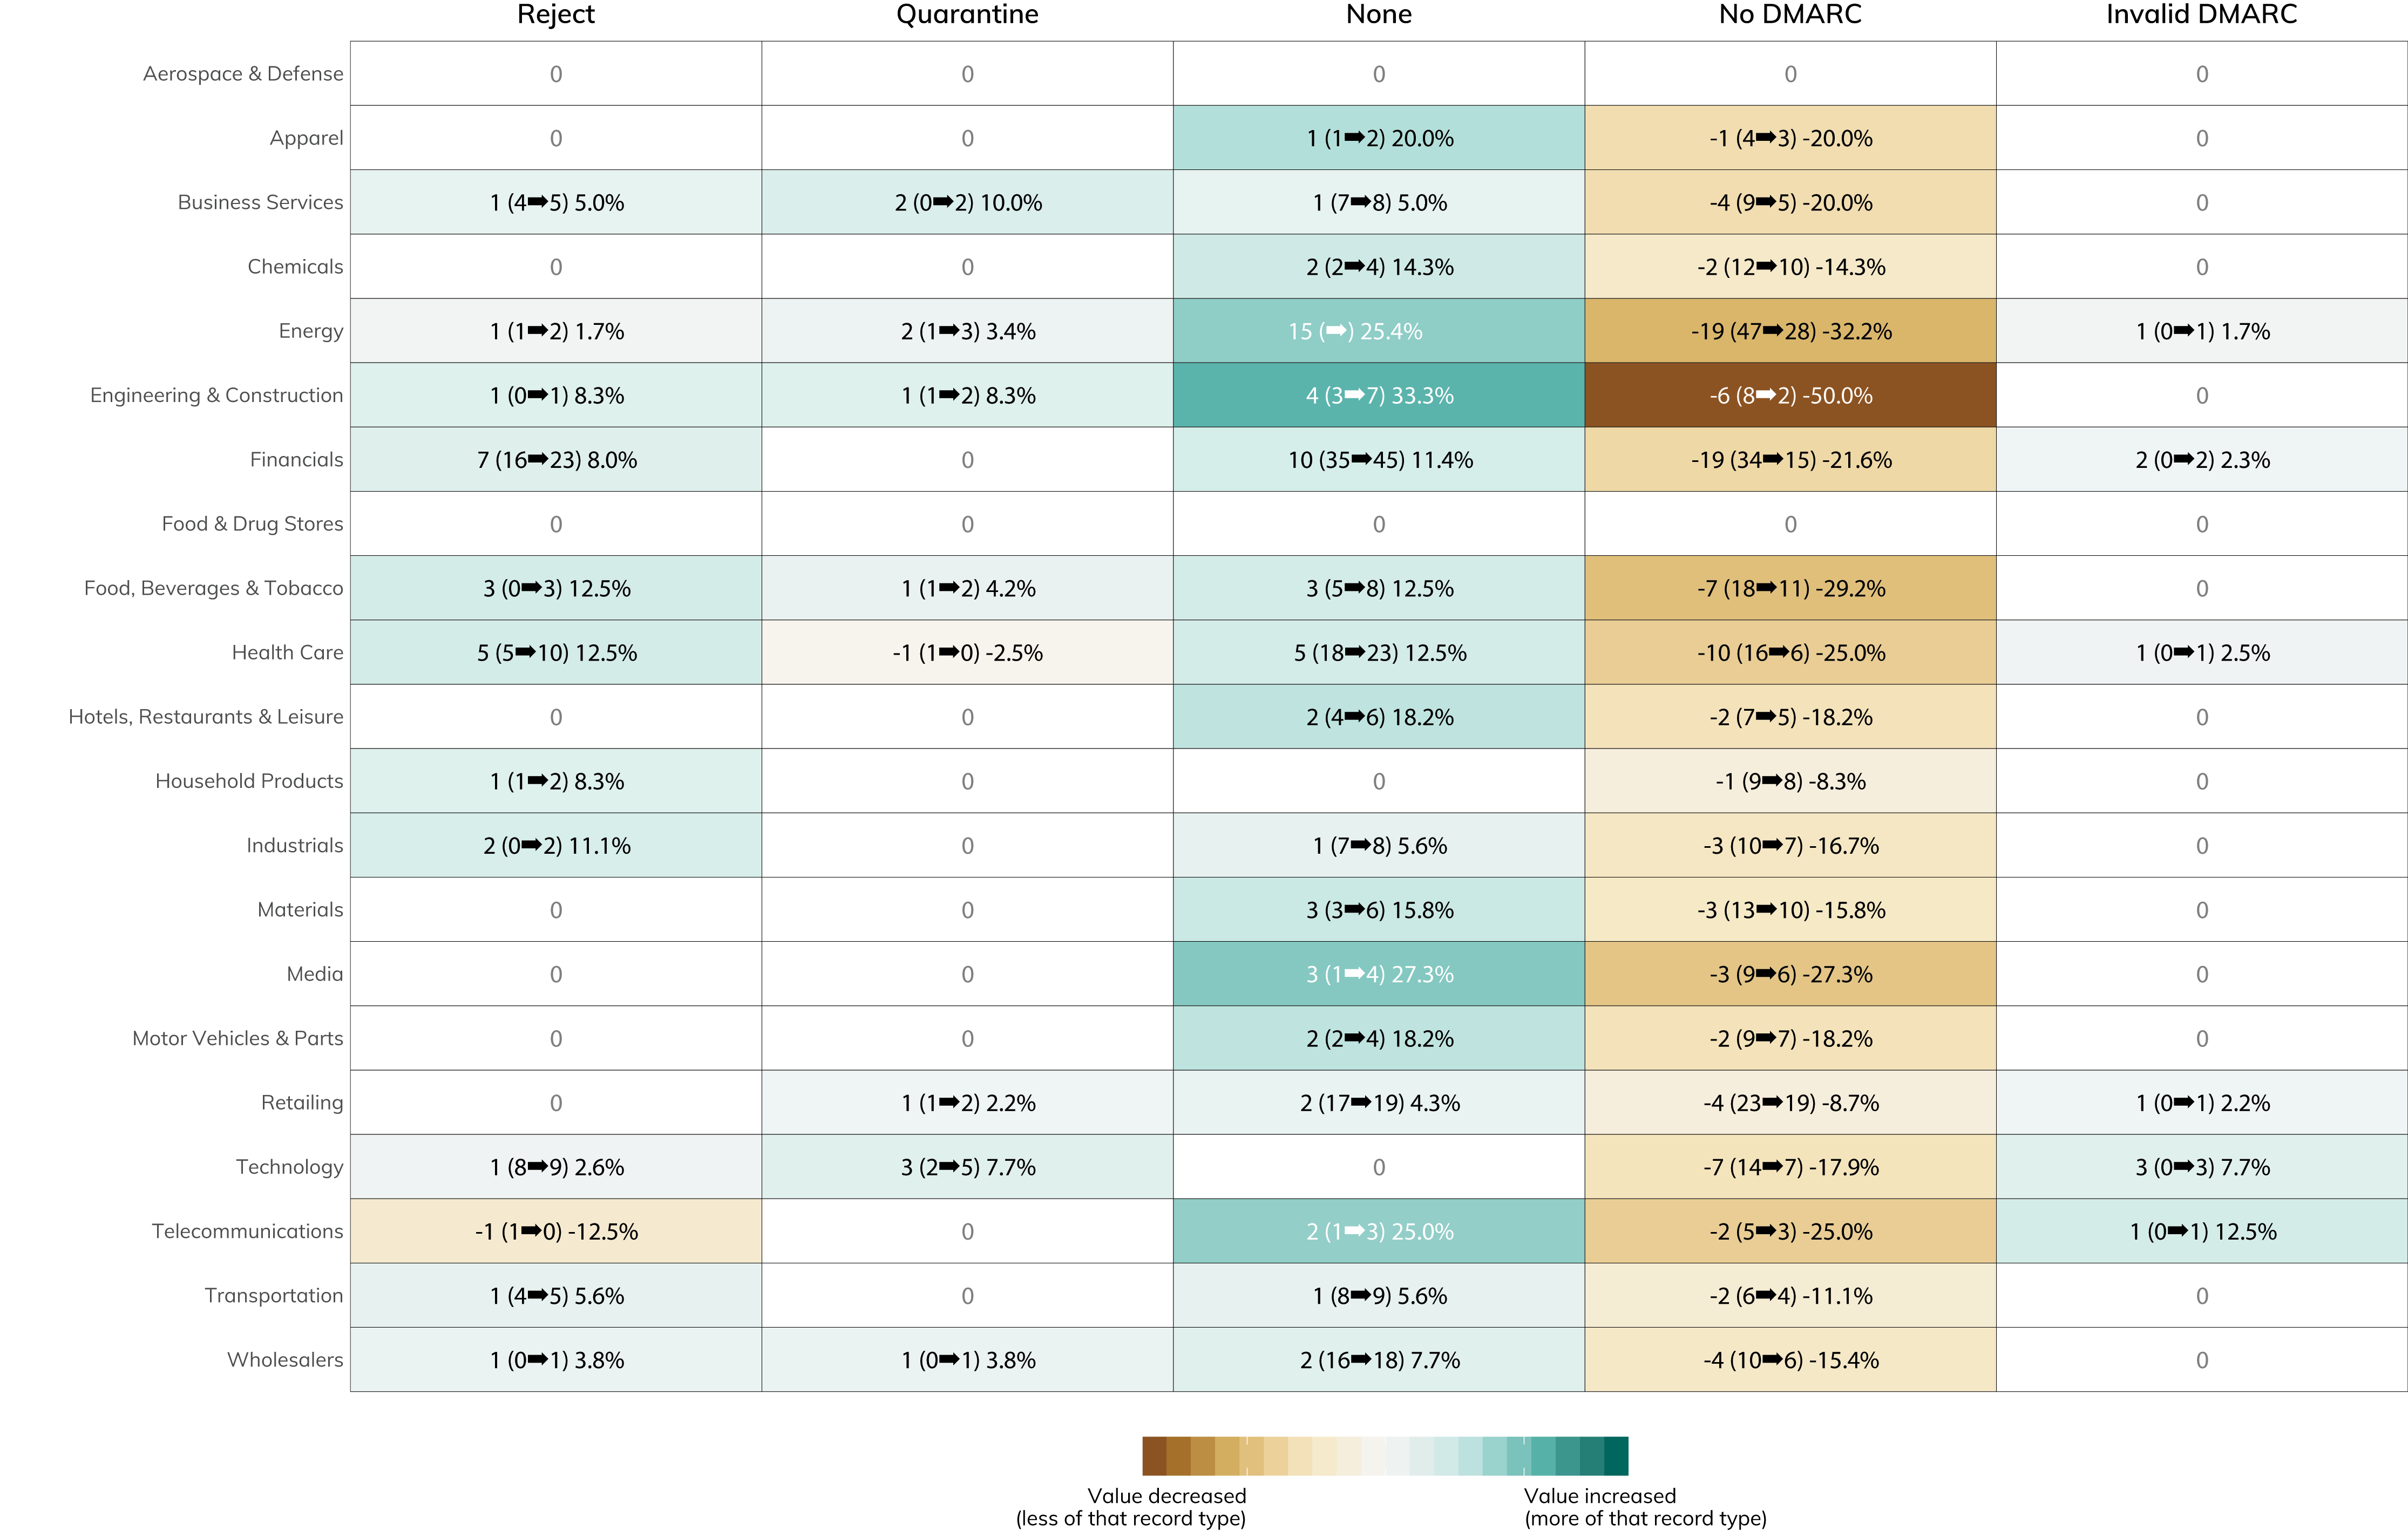 Reject Quarantine None No DMARC Invalid DMARC
Aerospace & Defense 0 0 0 0 0
Apparel 0 0 1 (1➡2) 20.0% -1 (4➡3) -20.0% 0
Business Services 1 (4➡5) 5.0% 2 (0➡2) 10.0% 1 (7➡8) 5.0% -4 (9➡5) -20.0% 0
Chemicals 0 0 2 (2➡4) 14.3% -2 (12➡10) -14.3% 0
Energy 1 (1➡2) 1.7% 2 (1➡3) 3.4% 15 (➡) 25.4% -19 (47➡28) -32.2% 1 (0➡1) 1.7%
Engineering & Construction 1 (0➡1) 8.3% 1 (1➡2) 8.3% 4 (3➡7) 33.3% -6 (8➡2) -50.0% 0
Financials 7 (16➡23) 8.0% 0 10 (35➡45) 11.4% -19 (34➡15) -21.6% 2 (0➡2) 2.3%
Food & Drug Stores 0 0 0 0 0
Food, Beverages & Tobacco 3 (0➡3) 12.5% 1 (1➡2) 4.2% 3 (5➡8) 12.5% -7 (18➡11) -29.2% 0
Health Care 5 (5➡10) 12.5% -1 (1➡0) -2.5% 5 (18➡23) 12.5% -10 (16➡6) -25.0% 1 (0➡1) 2.5%
Hotels, Restaurants & Leisure 0 0 2 (4➡6) 18.2% -2 (7➡5) -18.2% 0
Household Products 1 (1➡2) 8.3% 0 0 -1 (9➡8) -8.3% 0
Industrials 2 (0➡2) 11.1% 0 1 (7➡8) 5.6% -3 (10➡7) -16.7% 0
Materials 0 0 3 (3➡6) 15.8% -3 (13➡10) -15.8% 0
Media 0 0 3 (1➡4) 27.3% -3 (9➡6) -27.3% 0
Motor Vehicles & Parts 0 0 2 (2➡4) 18.2% -2 (9➡7) -18.2% 0
Retailing 0 1 (1➡2) 2.2% 2 (17➡19) 4.3% -4 (23➡19) -8.7% 1 (0➡1) 2.2%
Technology 1 (8➡9) 2.6% 3 (2➡5) 7.7% 0 -7 (14➡7) -17.9% 3 (0➡3) 7.7%
Telecommunications -1 (1➡0) -12.5% 0 2 (1➡3) 25.0% -2 (5➡3) -25.0% 1 (0➡1) 12.5%
Transportation 1 (4➡5) 5.6% 0 1 (8➡9) 5.6% -2 (6➡4) -11.1% 0
Wholesalers 1 (0➡1) 3.8% 1 (0➡1) 3.8% 2 (16➡18) 7.7% -4 (10➡6) -15.4% 0
Value decreased Value increased
(less of that record type) (more of that record type)